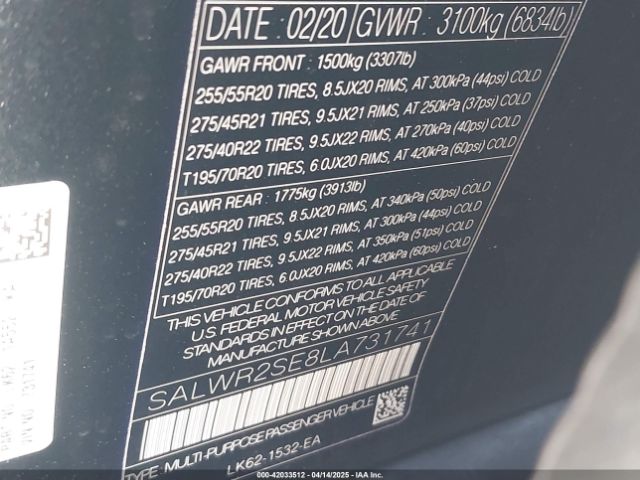 DATE: 02/20 GVWR : 3100kg (6834lb)
GAWR FRONT : 1500kg (3307lb)
255/55R20 TIRES, 8.5JX20 RIMS, AT 300kPa (44psi) COLD
275/45R21 TIRES, 9.5JX21 RIMS, AT 250kPa (37psi) COLD
275/40R22 TIRES, 9.5JX22 RIMS, AT 270kPa (40psi) COLD
T195/70R20 TIRES, 6.0JX20 RIMS, AT 420kPa (60psi) COLD
GAWR REAR : 1775kg (3913lb)
255/55R20 TIRES, 8.5JX20 RIMS, AT 340kPa (50psi) COLD
275/45R21 TIRES, 9.5JX21 RIMS, AT 300kPa (44psi) COLD
275/40R22 TIRES, 9.5JX22 RIMS, AT 350kPa (51psi) COLD
T195/70R20 TIRES, 6.0JX20 RIMS, AT 420kPa (60psi) COLD
THIS VEHICLE CONFORMS TO ALL APPLICABLE
U.S. FEDERAL MOTOR VEHICLE SAFETY
STANDARDS IN EFFECT ON THE DATE OF
MANUFACTURE SHOWN ABOVE
SALWR2SE8LA731741
TYPE: MULTI-PURPOSE PASSENGER VEHICLE
LK62-1532-EA
IAA - 42033512 - 04/14/2025 - IAAI.COM